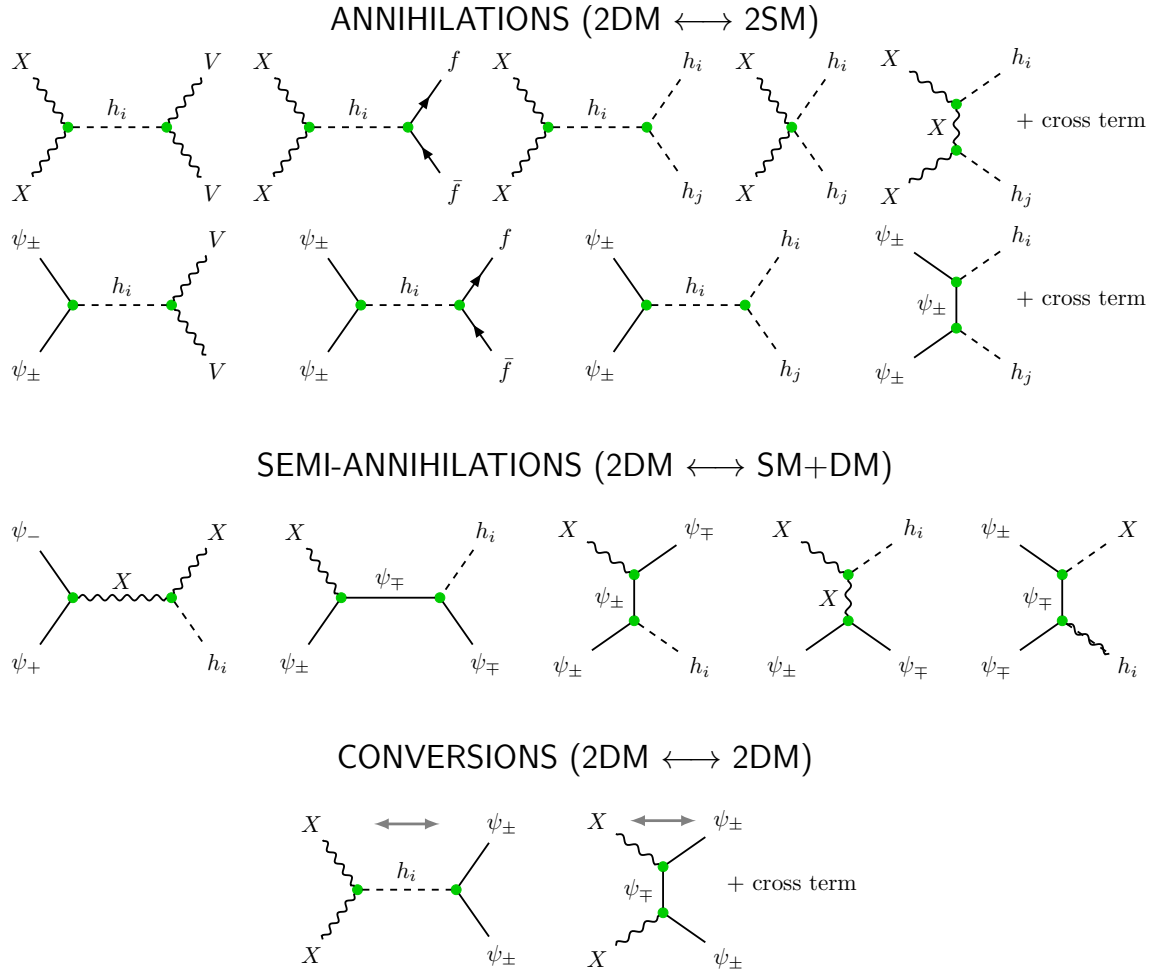 ANNIHILATIONS (2DM ⟷ 2SM)
X V X f X X h_i X h_i
h_i h_i h_i X + cross term
X V X f̄ X h_j X h_j X h_j
ψ± V ψ± f ψ± h_i ψ± h_i
h_i h_i h_i ψ± + cross term
ψ± V ψ± f̄ ψ± h_j ψ± h_j
SEMI-ANNIHILATIONS (2DM ⟷ SM+DM)
ψ− X X h_i X ψ∓ X h_i ψ± X
X ψ∓ ψ± X ψ∓
ψ+ h_i ψ± ψ∓ ψ± h_i ψ± ψ∓ ψ∓ h_i
CONVERSIONS (2DM ⟷ 2DM)
X ψ± X ψ±
h_i ψ∓ + cross term
X ψ± X ψ±